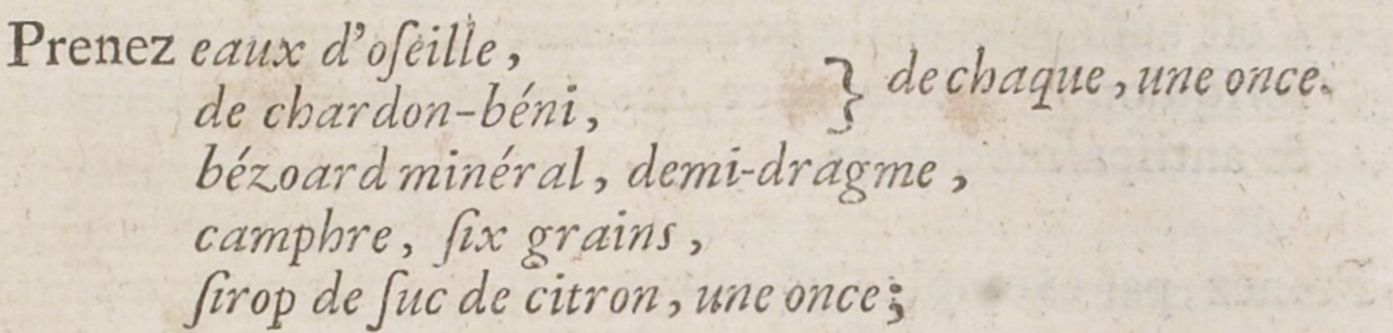 Prenez eaux d'oſeille,
de chardon-béni, } de chaque, une once.
bézoard minéral, demi-dragme,
camphre, ſix grains,
ſirop de ſuc de citron, une once;